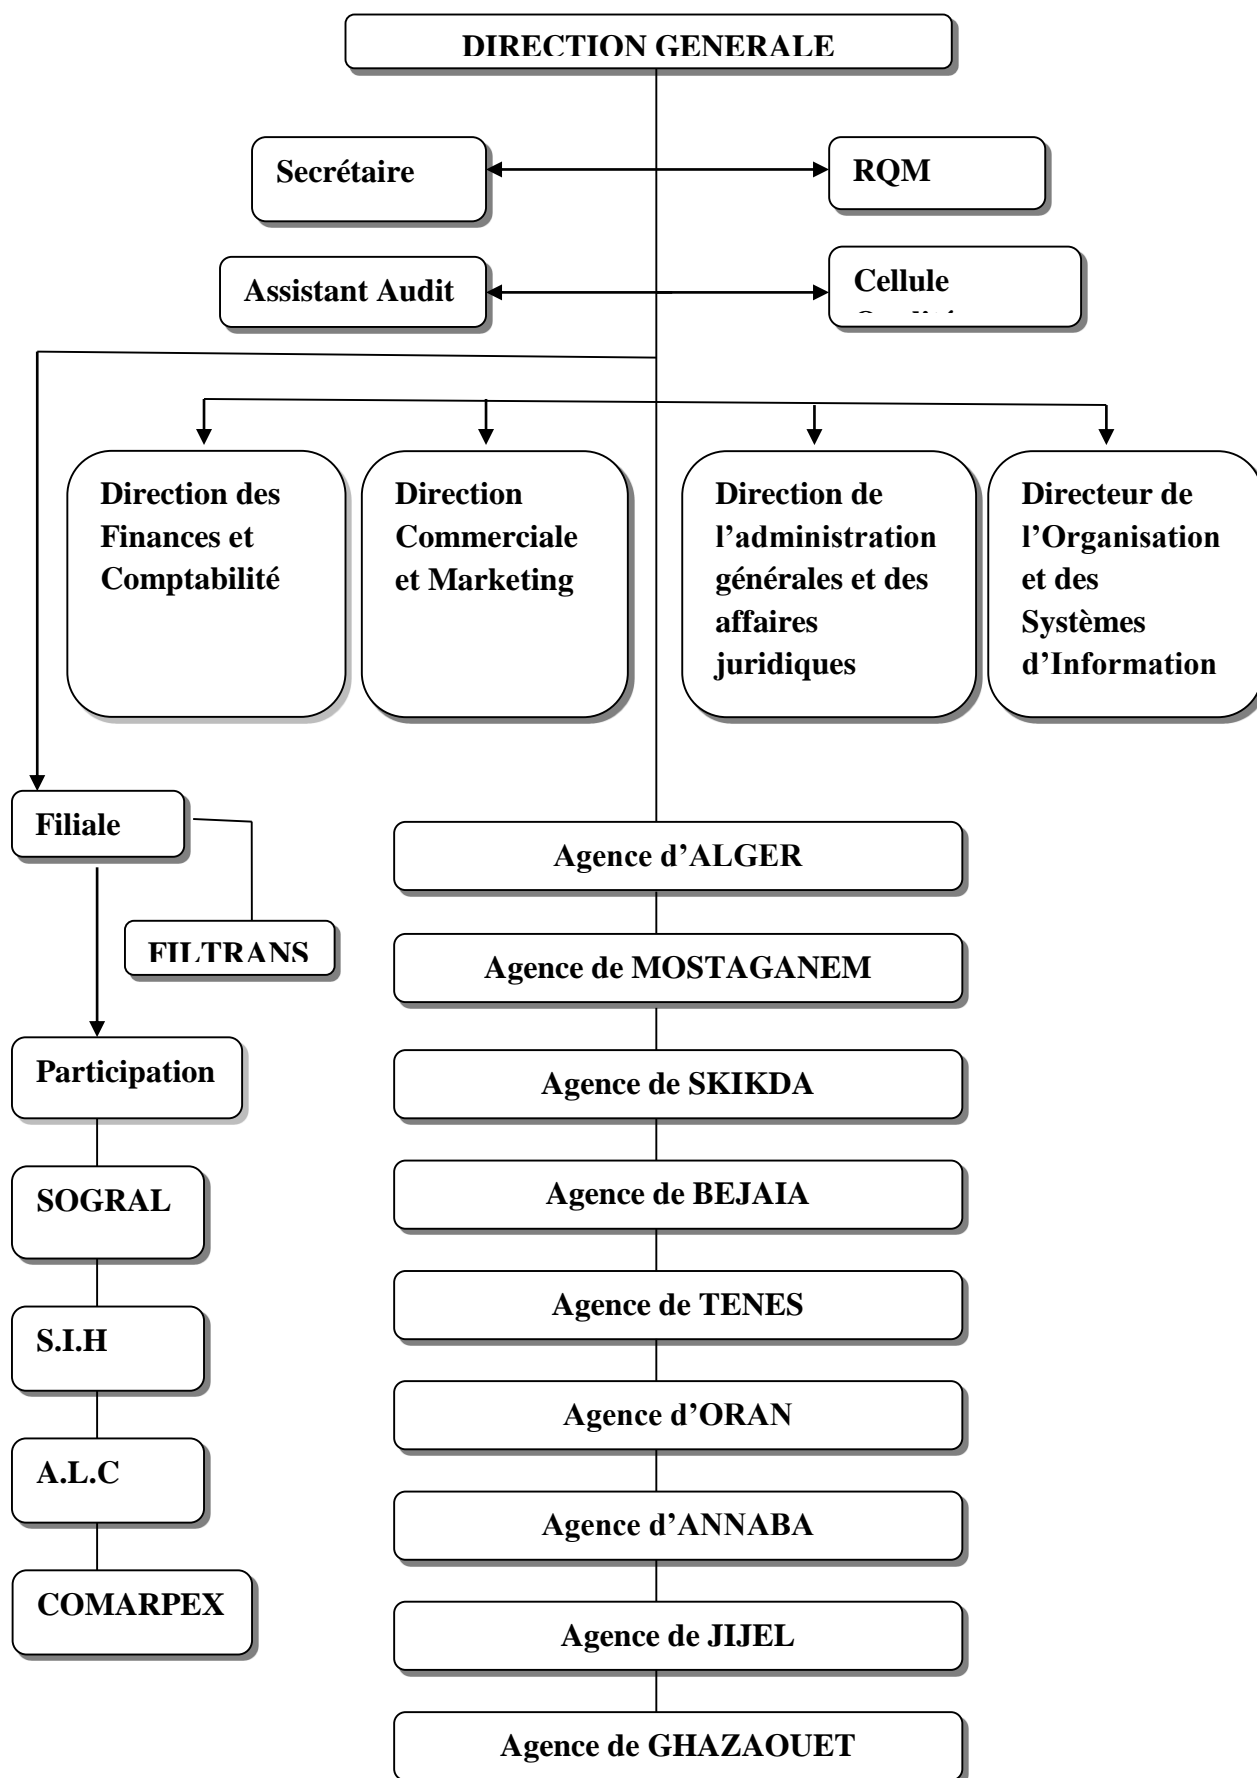 DIRECTION GENERALE
Secrétaire
RQM
Assistant Audit
Cellule
Direction des
Finances et
Comptabilité
Direction
Commerciale
et Marketing
Direction de
l’administration
générales et des
affaires
juridiques
Directeur de
l’Organisation
et des
Systèmes
d’Information
Filiale
FILTRANS
Participation
SOGRAL
S.I.H
A.L.C
COMARPEX
Agence d’ALGER
Agence de MOSTAGANEM
Agence de SKIKDA
Agence de BEJAIA
Agence de TENES
Agence d’ORAN
Agence d’ANNABA
Agence de JIJEL
Agence de GHAZAOUET